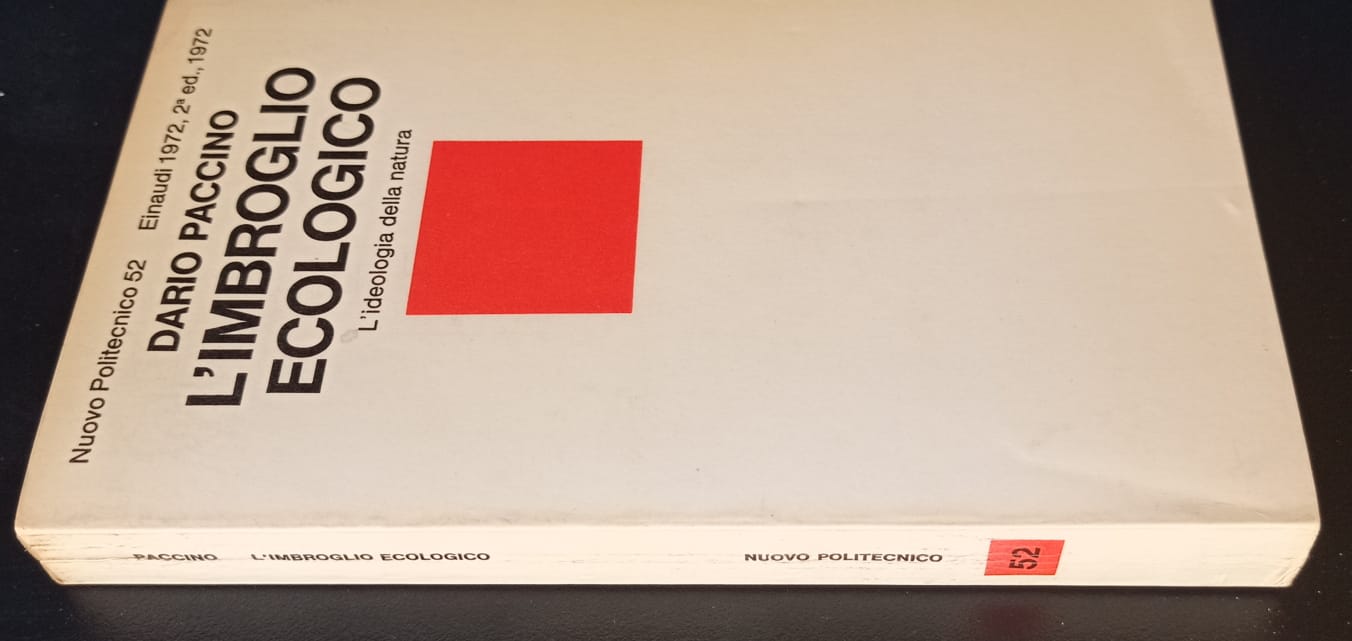 Nuovo Politecnico 52 Einaudi 1972, 2ª ed., 1972
DARIO PACCINO
L'IMBROGLIO
ECOLOGICO
L'ideologia della natura
PACCINO L'IMBROGLIO ECOLOGICO NUOVO POLITECNICO 52